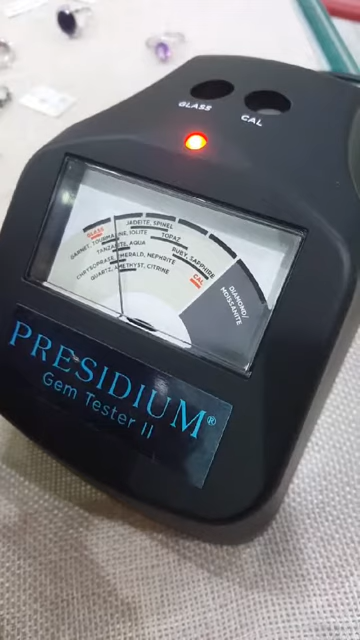 GLASS
CAL
GLASS
JADEITE, SPINEL
GARNET, TOURMALINE, IOLITE
TOPAZ
TANZANITE, AQUA
RUBY, SAPPHIRE
CHRYSOPRASE, EMERALD, NEPHRITE
CAL
QUARTZ, AMETHYST, CITRINE
DIAMOND/
MOISSANITE
PRESIDIUM®
Gem Tester II